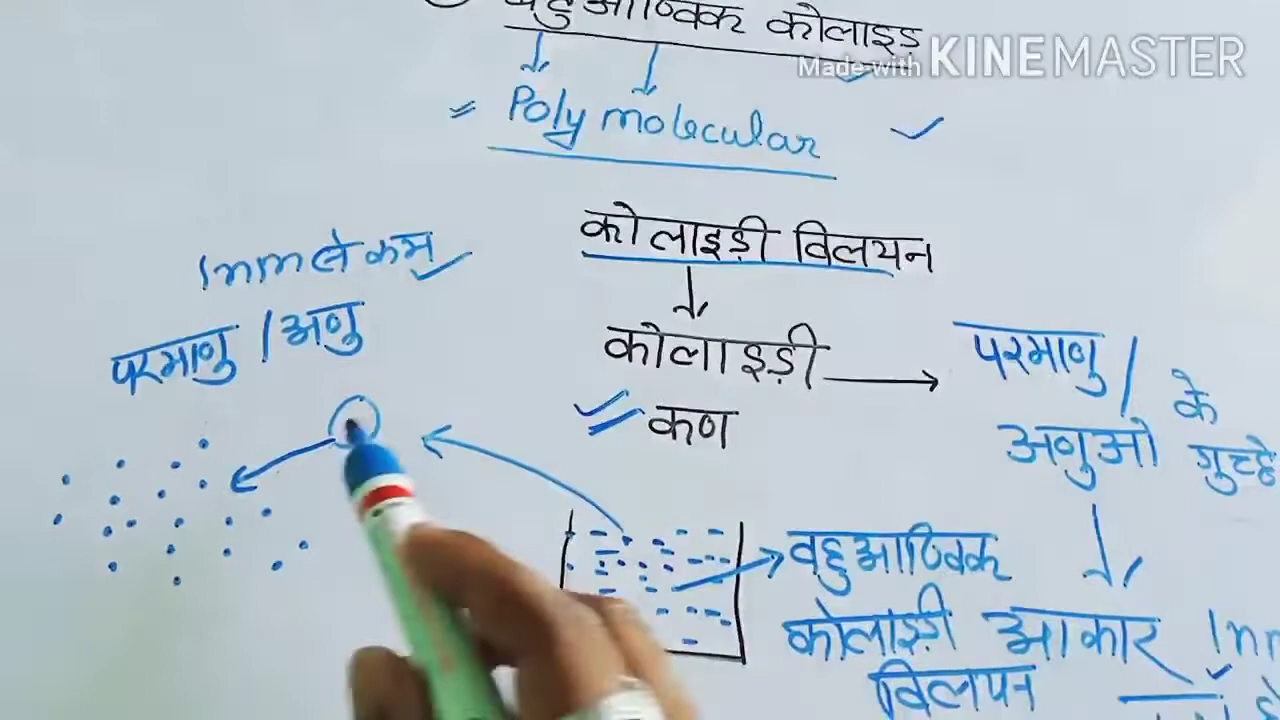 बहुआण्विक कोलाइड
Made with KINEMASTER
Poly molecular
कोलाइड़ी विलयन
1nm से कम
परमाणु / अणु
कोलाइड़ी
कण
परमाणु /
अणुओ के गुच्छे
बहुआण्विक
कोलाइड़ी
विलयन
आकार 1nm